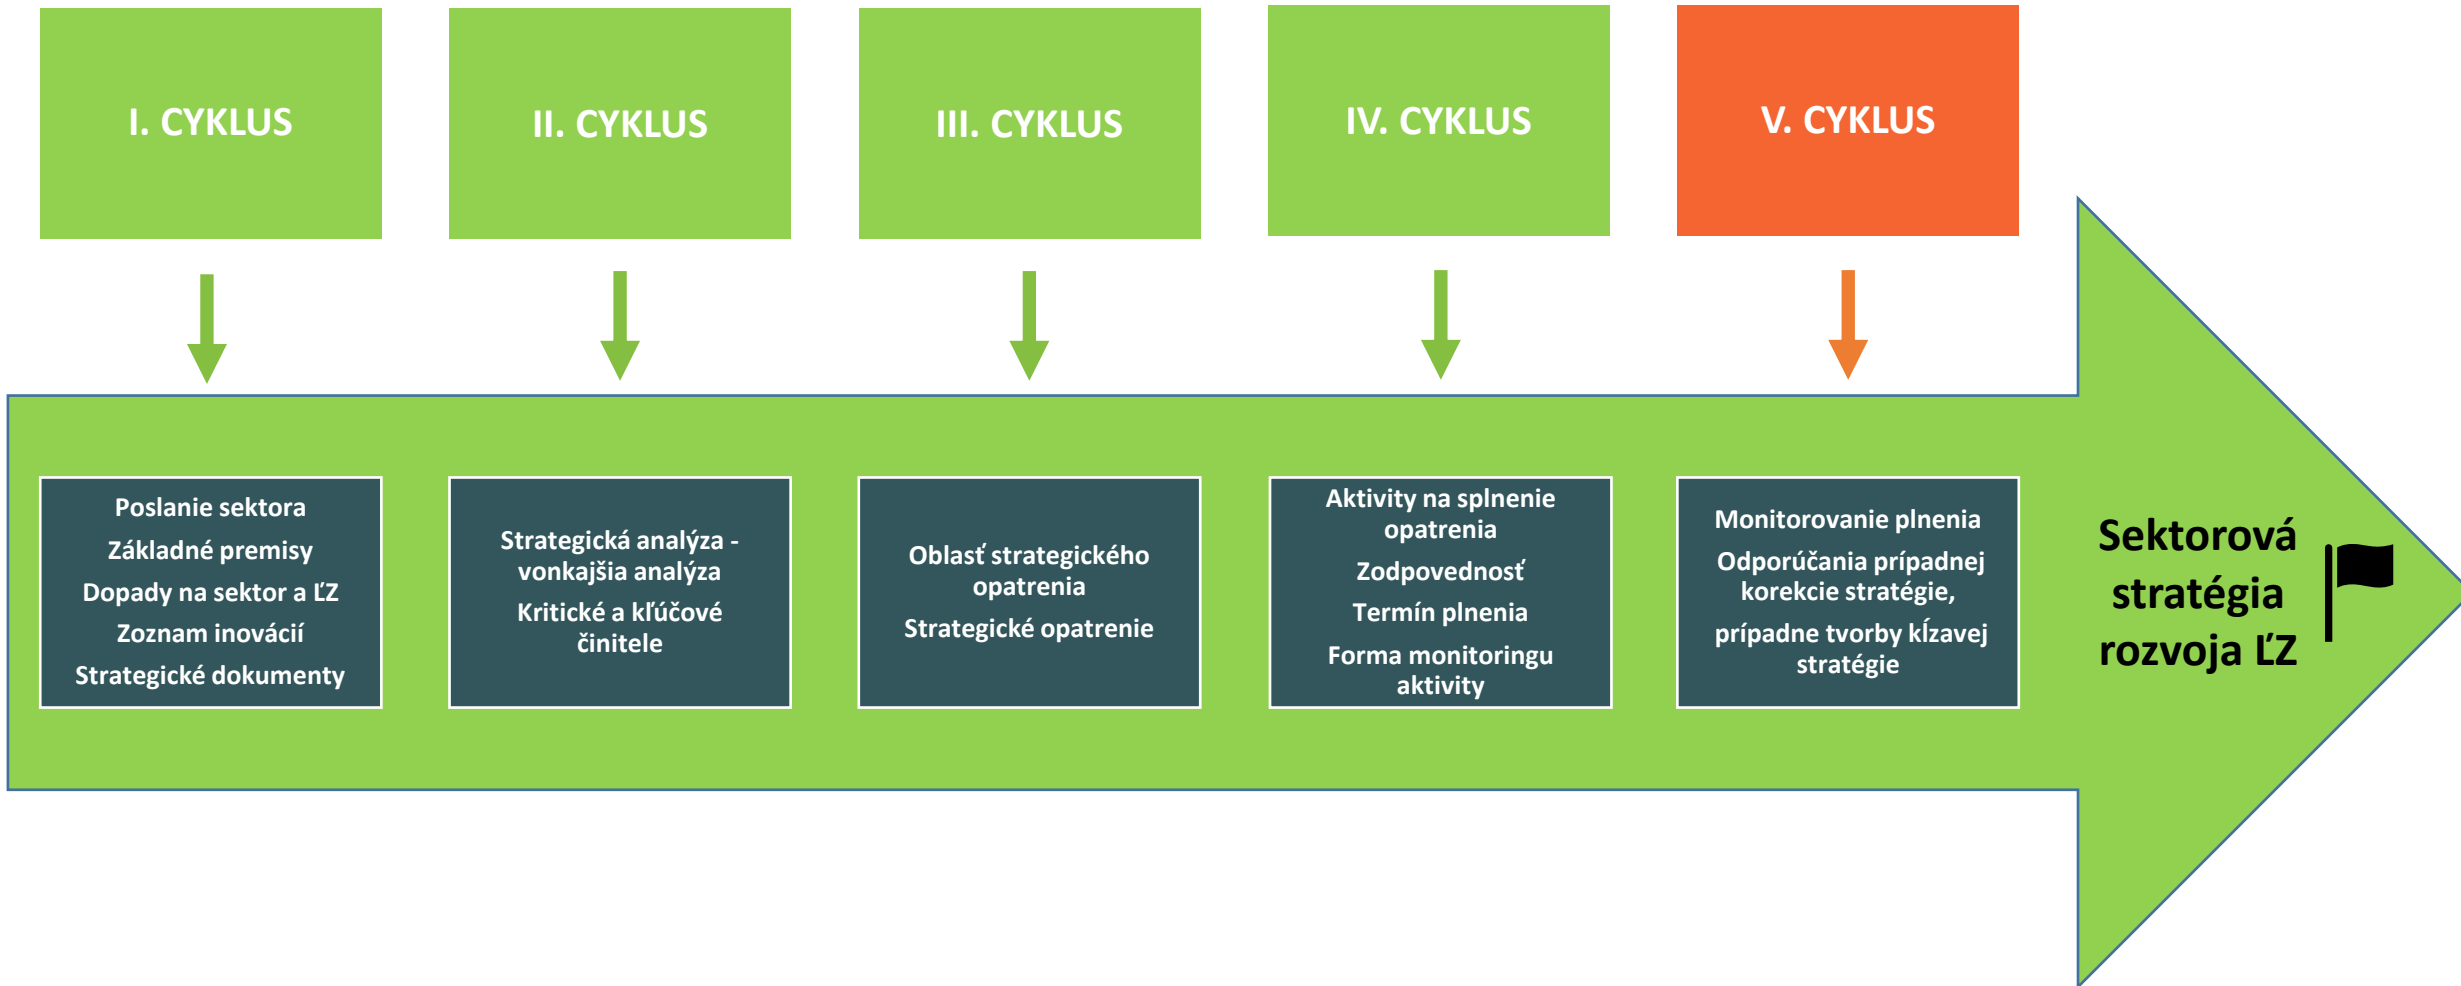 I. CYKLUS
II. CYKLUS
III. CYKLUS
IV. CYKLUS
V. CYKLUS
Poslanie sektora
Základné premisy
Dopady na sektor a ĽZ
Zoznam inovácií
Strategické dokumenty
Strategická analýza -
vonkajšia analýza
Kritické a kľúčové
činitele
Oblasť strategického
opatrenia
Strategické opatrenie
Aktivity na splnenie
opatrenia
Zodpovednosť
Termín plnenia
Forma monitoringu
aktivity
Monitorovanie plnenia
Odporúčania prípadnej
korekcie stratégie,
prípadne tvorby kĺzavej
stratégie
Sektorová
stratégia
rozvoja ĽZ